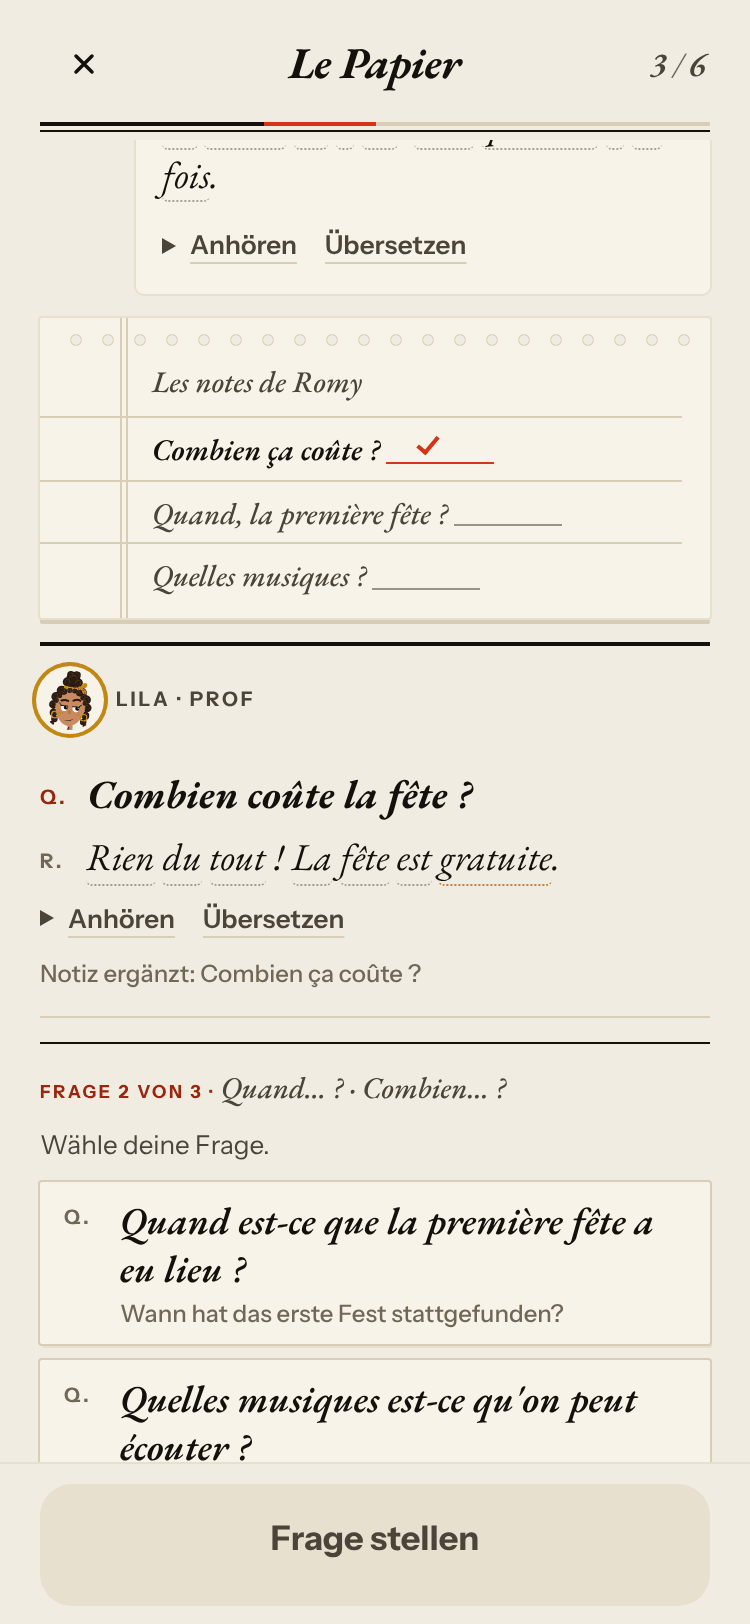 Le Papier
3 / 6
fois.
Anhören Übersetzen
Les notes de Romy
Combien ça coûte ?
Quand, la première fête ?
Quelles musiques ?
LILA · PROF
Q. Combien coûte la fête ?
R. Rien du tout ! La fête est gratuite.
Anhören Übersetzen
Notiz ergänzt: Combien ça coûte ?
FRAGE 2 VON 3 · Quand... ? · Combien... ?
Wähle deine Frage.
Q. Quand est-ce que la première fête a
eu lieu ?
Wann hat das erste Fest stattgefunden?
Q. Quelles musiques est-ce qu'on peut
écouter ?
Frage stellen